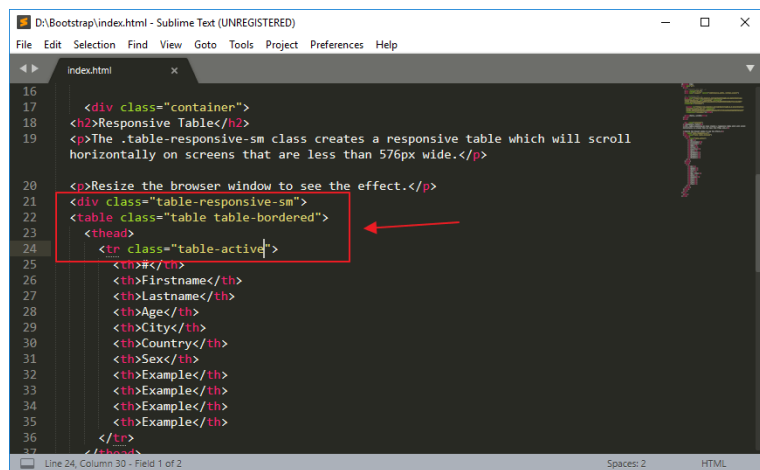 D:\Bootstrap\index.html - Sublime Text (UNREGISTERED)
File Edit Selection Find View Goto Tools Project Preferences Help
index.html
16
17 <div class="container">
18 <h2>Responsive Table</h2>
19 <p>The .table-responsive-sm class creates a responsive table which will scroll
horizontally on screens that are less than 576px wide.</p>
20 <p>Resize the browser window to see the effect.</p>
21 <div class="table-responsive-sm">
22 <table class="table table-bordered">
23 <thead>
24 <tr class="table-active">
25 <th>#</th>
26 <th>Firstname</th>
27 <th>Lastname</th>
28 <th>Age</th>
29 <th>City</th>
30 <th>Country</th>
31 <th>Sex</th>
32 <th>Example</th>
33 <th>Example</th>
34 <th>Example</th>
35 <th>Example</th>
36 </tr>
37 </thead>
Line 24, Column 30 - Field 1 of 2 Spaces: 2 HTML